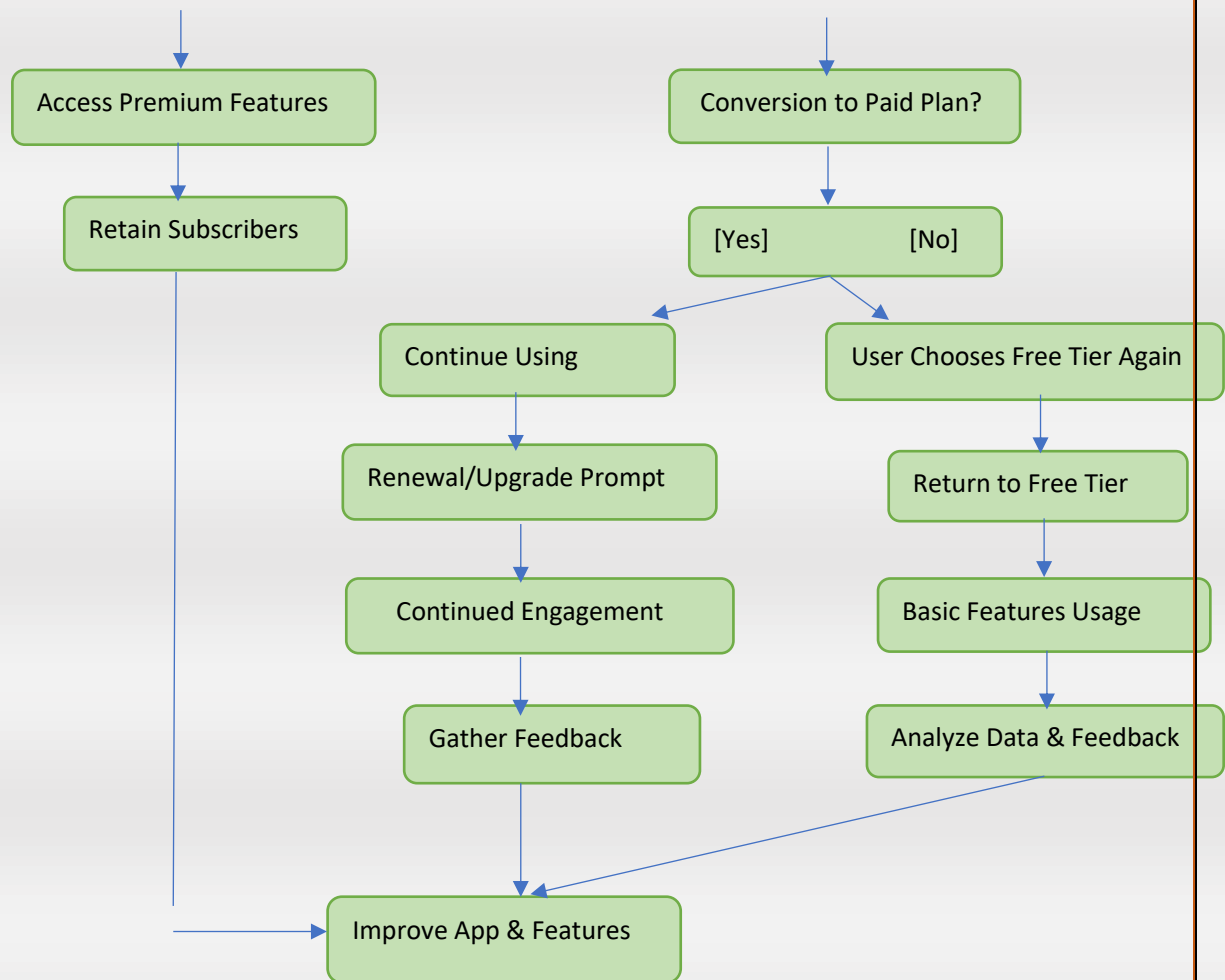 Access Premium Features
Conversion to Paid Plan?
Retain Subscribers
[Yes] [No]
Continue Using
User Chooses Free Tier Again
Renewal/Upgrade Prompt
Return to Free Tier
Continued Engagement
Basic Features Usage
Gather Feedback
Analyze Data & Feedback
Improve App & Features